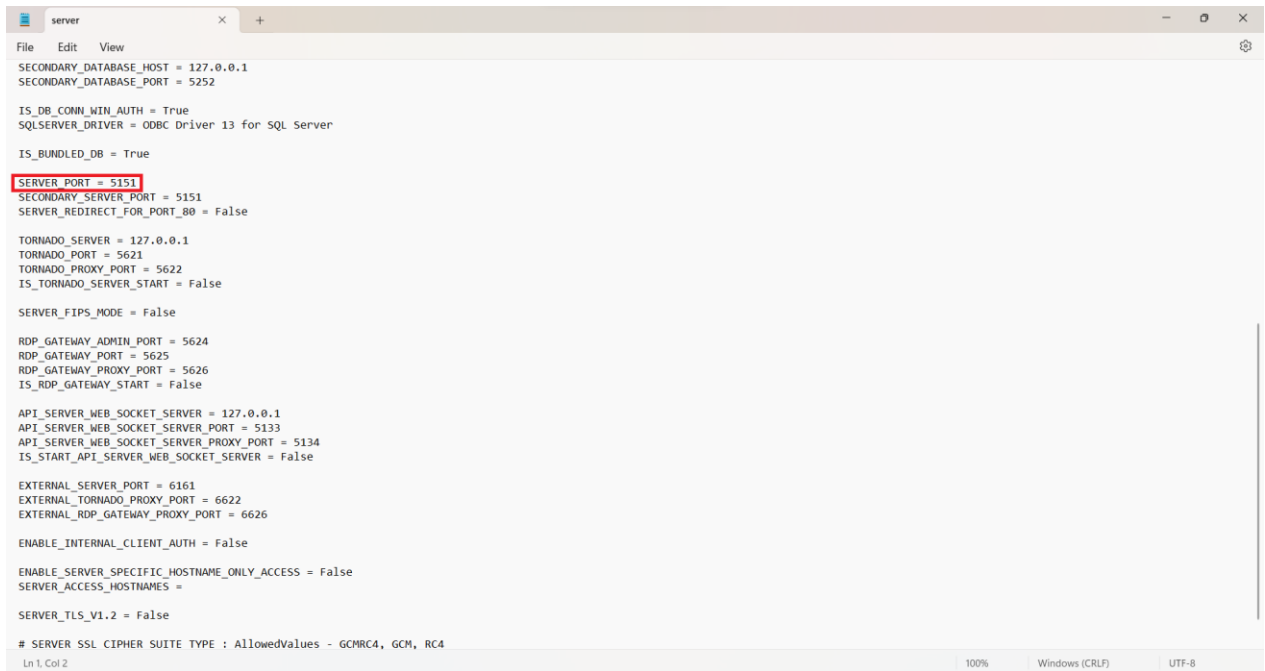 server
File Edit View
SECONDARY_DATABASE_HOST = 127.0.0.1
SECONDARY_DATABASE_PORT = 5252
IS_DB_CONN_WIN_AUTH = True
SQLSERVER_DRIVER = ODBC Driver 13 for SQL Server
IS_BUNDLED_DB = True
SERVER_PORT = 5151
SECONDARY_SERVER_PORT = 5151
SERVER_REDIRECT_FOR_PORT_80 = False
TORNADO_SERVER = 127.0.0.1
TORNADO_PORT = 5621
TORNADO_PROXY_PORT = 5622
IS_TORNADO_SERVER_START = False
SERVER_FIPS_MODE = False
RDP_GATEWAY_ADMIN_PORT = 5624
RDP_GATEWAY_PORT = 5625
RDP_GATEWAY_PROXY_PORT = 5626
IS_RDP_GATEWAY_START = False
API_SERVER_WEB_SOCKET_SERVER = 127.0.0.1
API_SERVER_WEB_SOCKET_SERVER_PORT = 5133
API_SERVER_WEB_SOCKET_SERVER_PROXY_PORT = 5134
IS_START_API_SERVER_WEB_SOCKET_SERVER = False
EXTERNAL_SERVER_PORT = 6161
EXTERNAL_TORNADO_PROXY_PORT = 6622
EXTERNAL_RDP_GATEWAY_PROXY_PORT = 6626
ENABLE_INTERNAL_CLIENT_AUTH = False
ENABLE_SERVER_SPECIFIC_HOSTNAME_ONLY_ACCESS = False
SERVER_ACCESS_HOSTNAMES =
SERVER_TLS_V1.2 = False
# SERVER SSL CIPHER SUITE TYPE : AllowedValues - GCMRC4, GCM, RC4
Ln 1, Col 2 100% Windows (CRLF) UTF-8